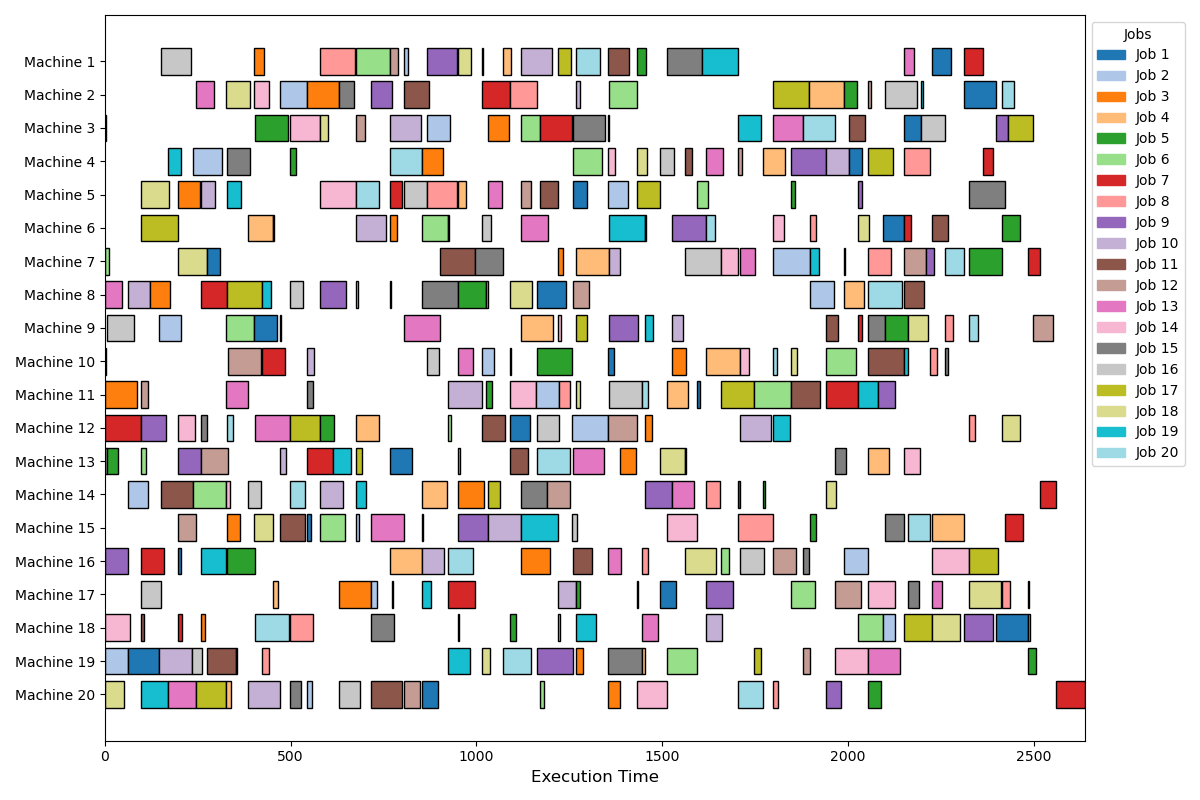 Machine 1
Machine 2
Machine 3
Machine 4
Machine 5
Machine 6
Machine 7
Machine 8
Machine 9
Machine 10
Machine 11
Machine 12
Machine 13
Machine 14
Machine 15
Machine 16
Machine 17
Machine 18
Machine 19
Machine 20
0 500 1000 1500 2000 2500
Execution Time
Jobs
Job 1
Job 2
Job 3
Job 4
Job 5
Job 6
Job 7
Job 8
Job 9
Job 10
Job 11
Job 12
Job 13
Job 14
Job 15
Job 16
Job 17
Job 18
Job 19
Job 20